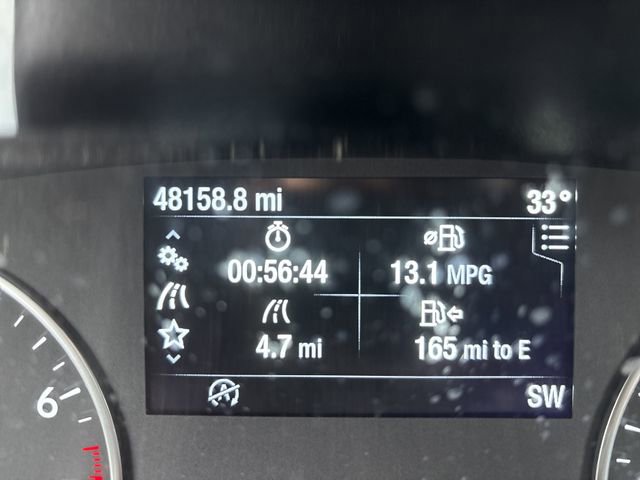 48158.8 mi 33°
00:56:44 13.1 MPG
4.7 mi 165 mi to E
A SW
6